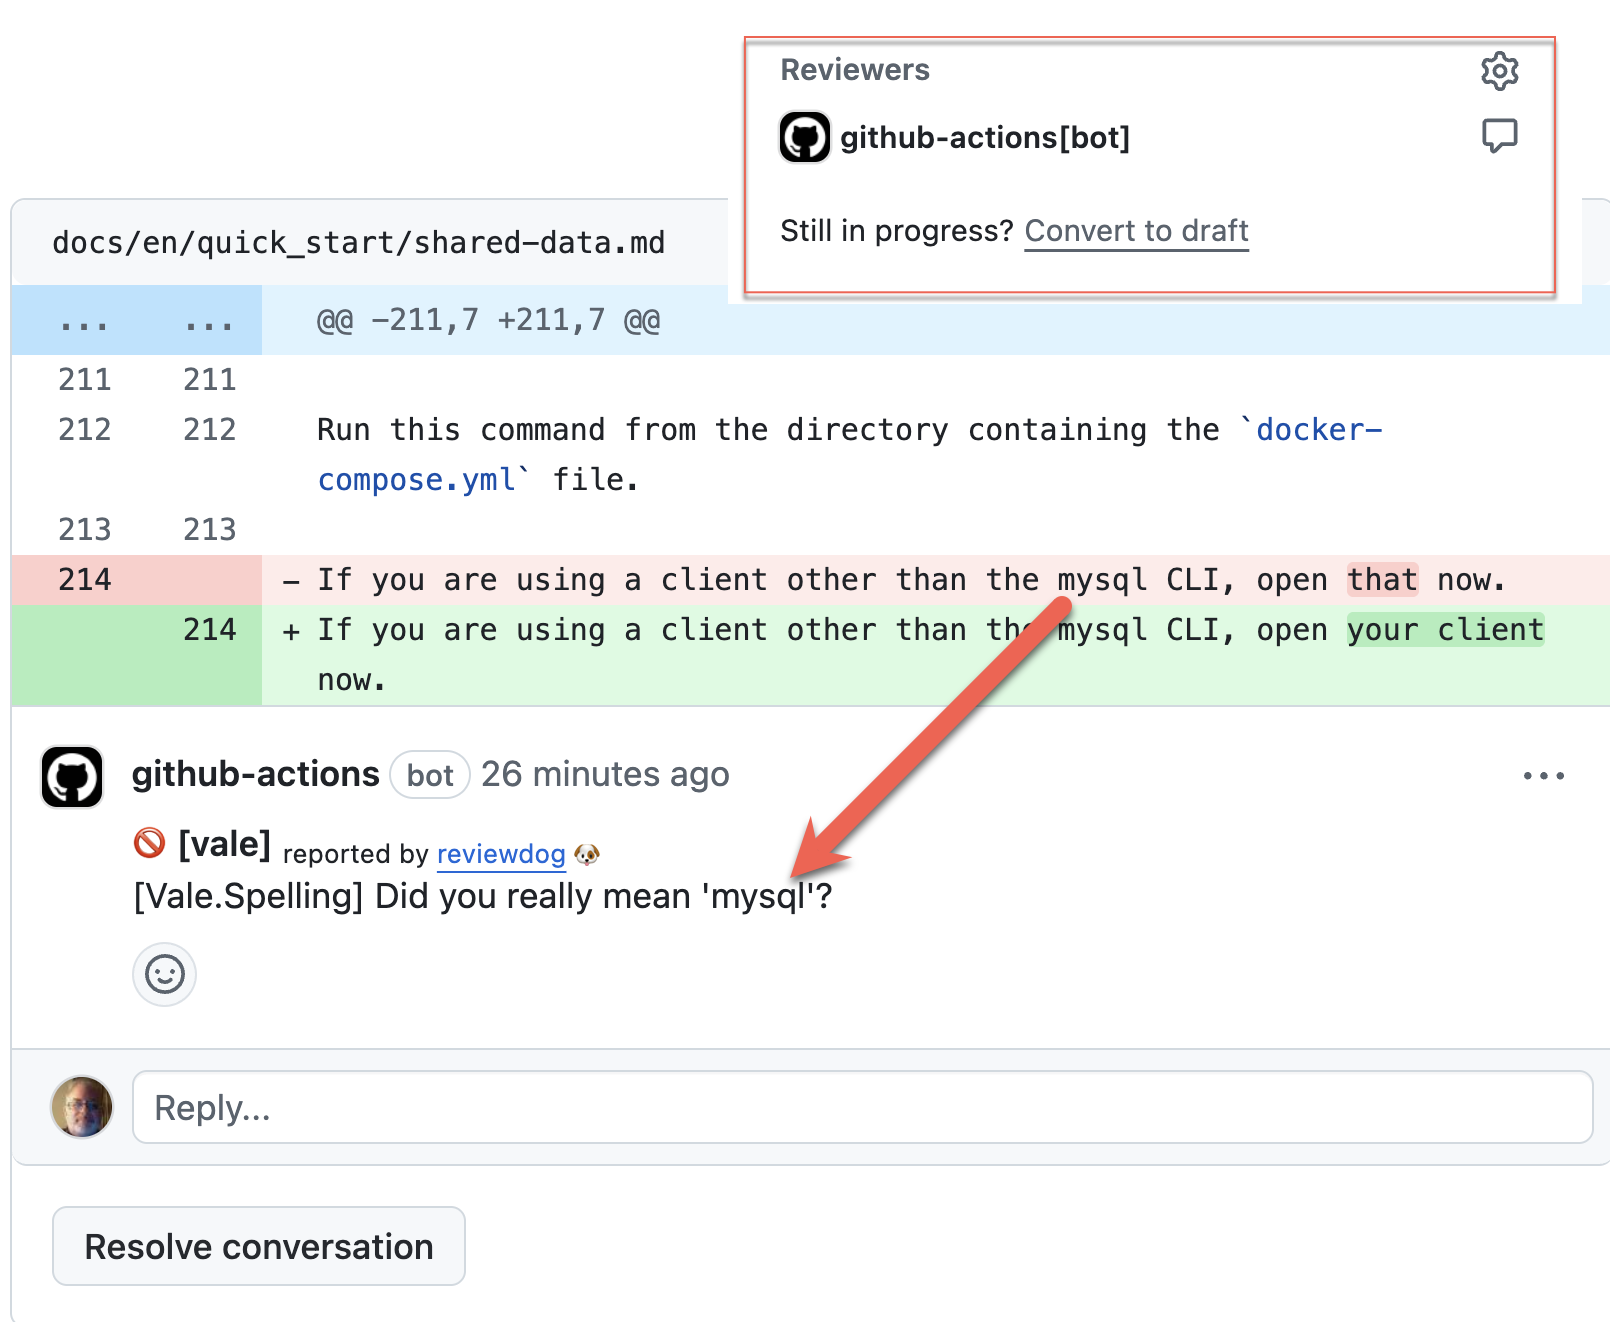 Reviewers
github-actions[bot]
Still in progress? Convert to draft
docs/en/quick_start/shared-data.md
... ... @@ -211,7 +211,7 @@
211 211
212 212 Run this command from the directory containing the `docker-
compose.yml` file.
213 213
214 - If you are using a client other than the mysql CLI, open that now.
214 + If you are using a client other than the mysql CLI, open your client
now.
github-actions bot 26 minutes ago
🚫 [vale] reported by reviewdog 🐶
[Vale.Spelling] Did you really mean 'mysql'?
Reply...
Resolve conversation